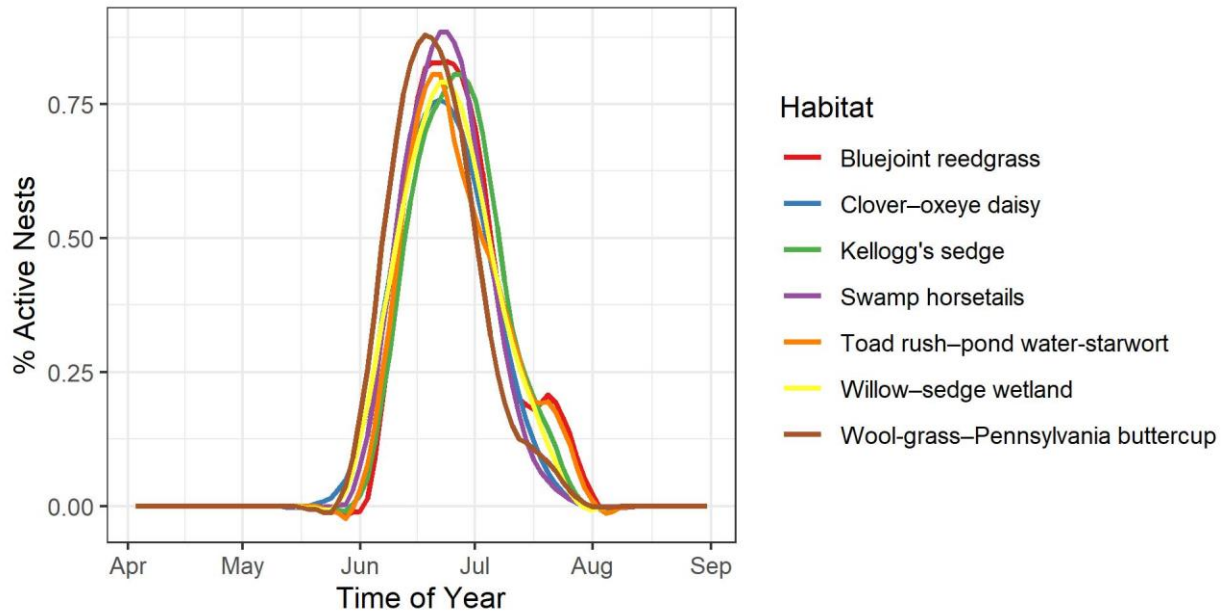 % Active Nests
0.75
0.50
0.25
0.00
Apr May Jun Jul Aug Sep
Time of Year
Habitat
Bluejoint reedgrass
Clover–oxeye daisy
Kellogg's sedge
Swamp horsetails
Toad rush–pond water-starwort
Willow–sedge wetland
Wool-grass–Pennsylvania buttercup